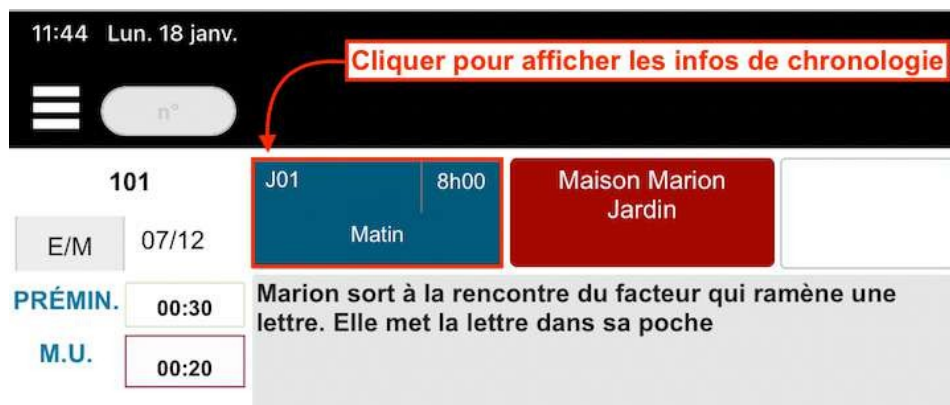 11:44 Lun. 18 janv.
Cliquer pour afficher les infos de chronologie
n°
101
J01
8h00
Matin
Maison Marion
Jardin
E/M
07/12
PRÉMIN.
00:30
M.U.
00:20
Marion sort à la rencontre du facteur qui ramène une
lettre. Elle met la lettre dans sa poche